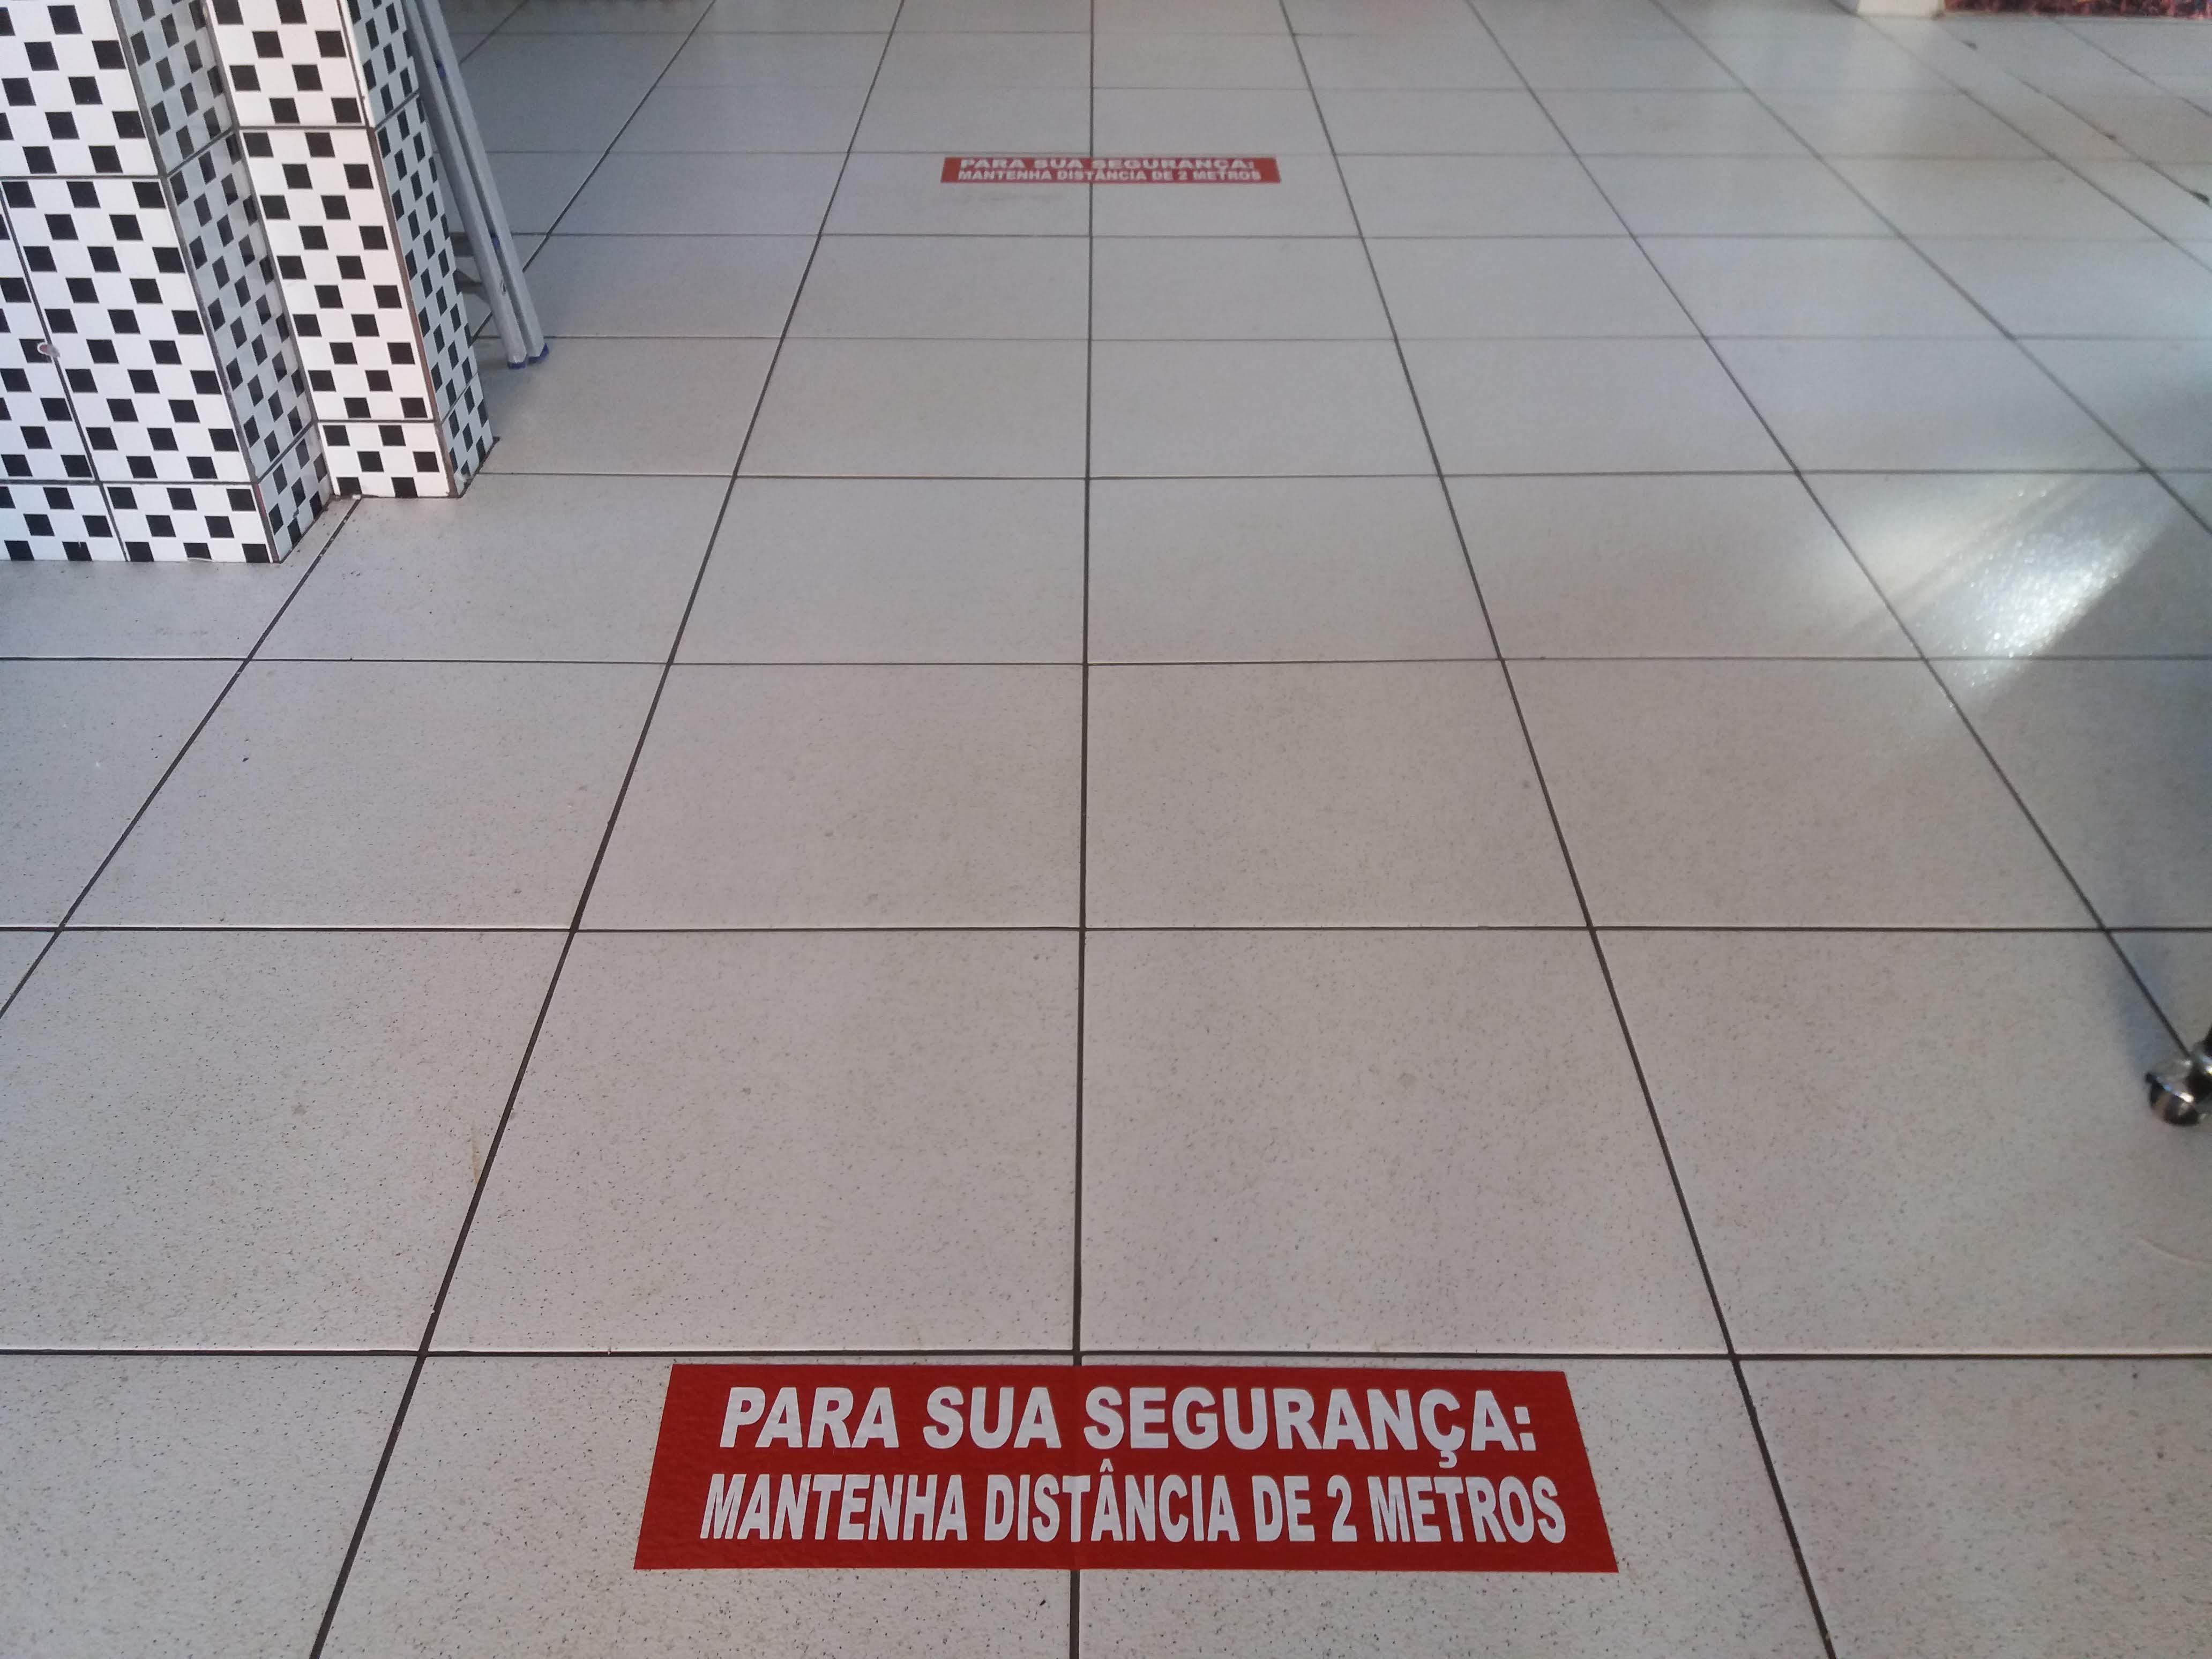 PARA SUA SEGURANÇA:
MANTENHA DISTÂNCIA DE 2 METROS
PARA SUA SEGURANÇA:
MANTENHA DISTÂNCIA DE 2 METROS